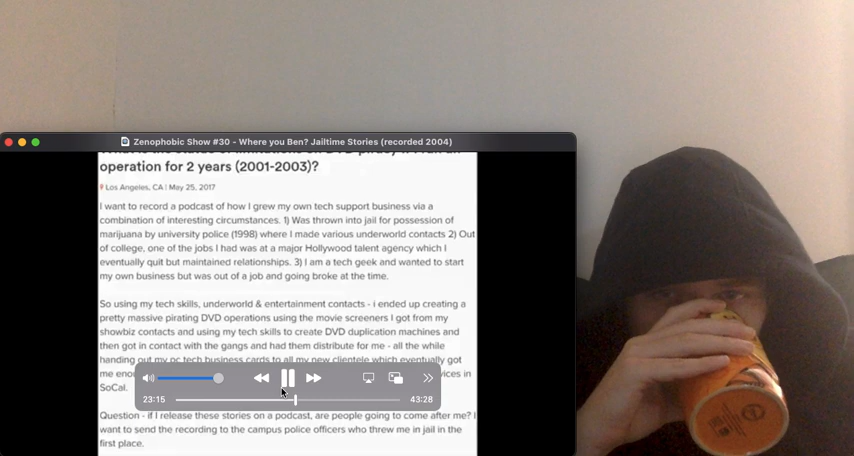 Zenophobic Show #30 - Where you Ben? Jailtime Stories (recorded 2004)
operation for 2 years (2001-2003)?
Los Angeles, CA | May 25, 2017
I want to record a podcast of how I grew my own tech support business via a
combination of interesting circumstances. 1) Was thrown into jail for possession of
marijuana by university police (1998) where I made various underworld contacts 2) Out
of college, one of the jobs I had was at a major Hollywood talent agency which I
eventually quit but maintained relationships. 3) I am a tech geek and wanted to start
my own business but was out of a job and going broke at the time.
So using my tech skills, underworld & entertainment contacts - i ended up creating a
pretty massive pirating DVD operations using the movie screeners I got from my
showbiz contacts and using my tech skills to create DVD duplication machines and
then got in contact with the gangs and had them distribute for me - all the while
handing out my pc tech business cards to all my new clientele which eventually got
me
vices in
SoCal.
23:15
43:28
Question - if I release these stories on a podcast, are people going to come after me? I
want to send the recording to the campus police officers who threw me in jail in the
first place.